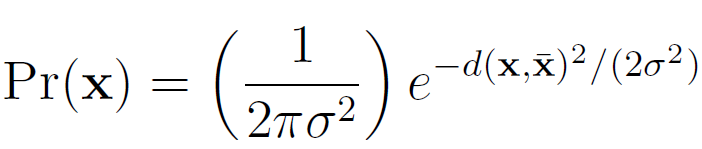 Pr(𝐱) = (1/(2πσ²)) e^{−d(𝐱,𝐱̄)²/(2σ²)}